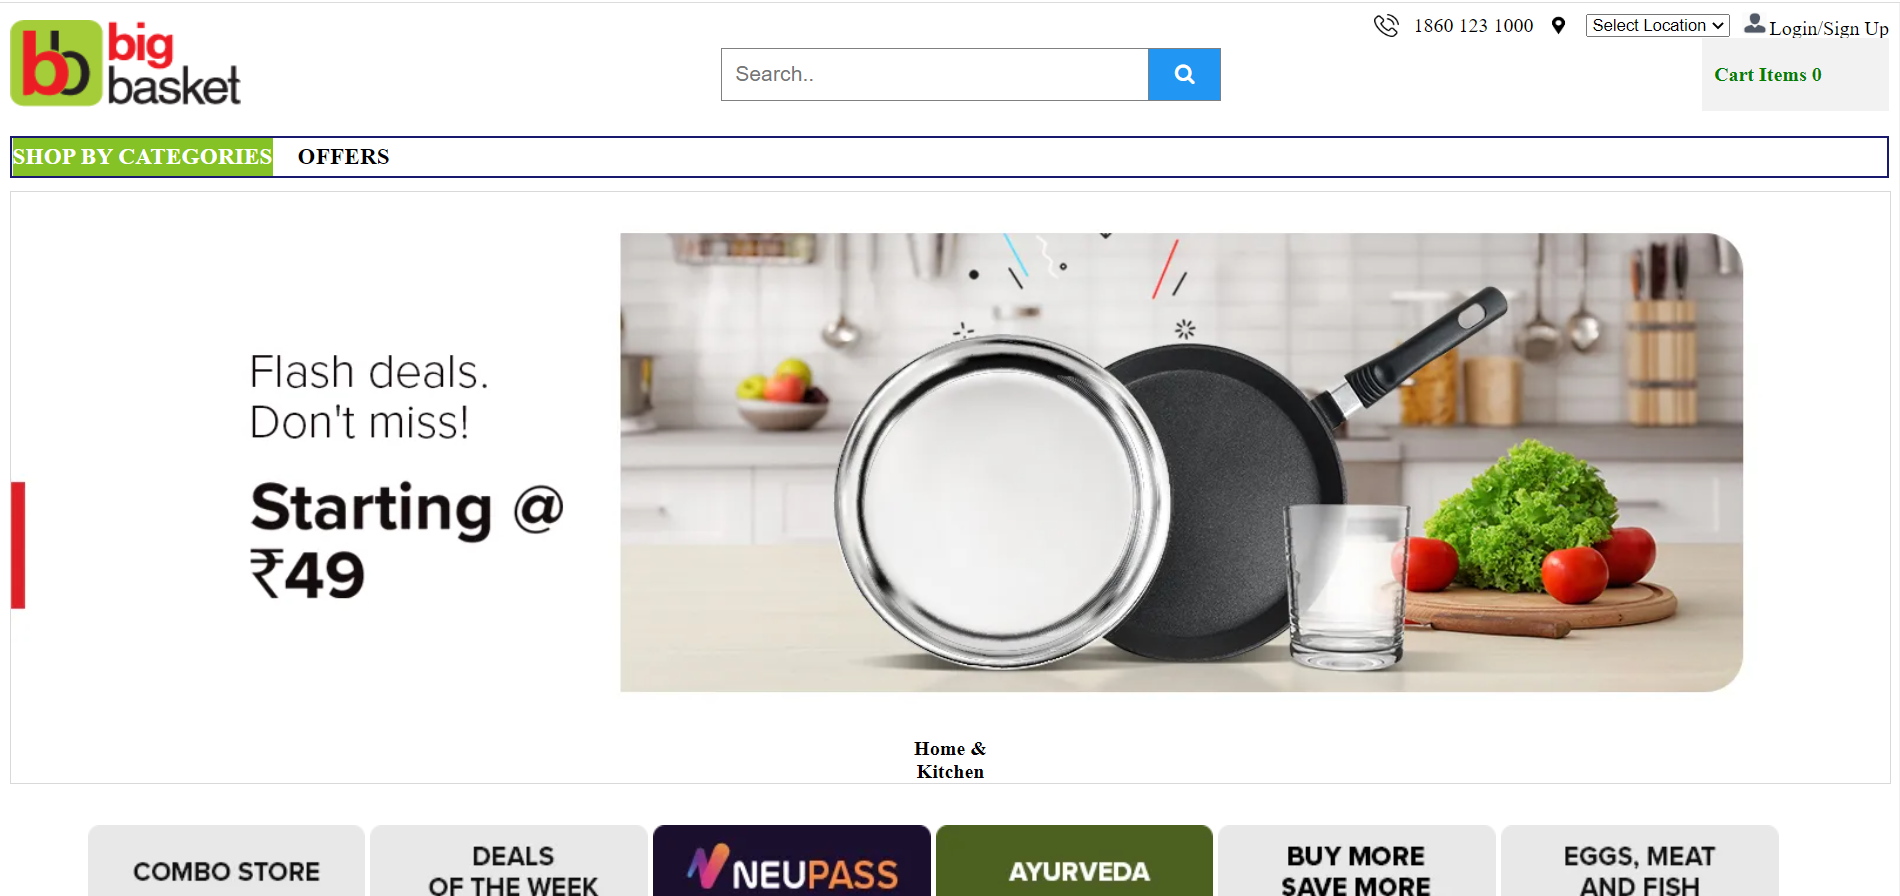 big
basket
1860 123 1000
Select Location
Login/Sign Up
Search..
Cart Items 0
SHOP BY CATEGORIES
OFFERS
Flash deals.
Don't miss!
Starting @
₹49
Home &
Kitchen
COMBO STORE
DEALS
OF THE WEEK
NEUPASS
AYURVEDA
BUY MORE
SAVE MORE
EGGS, MEAT
AND FISH